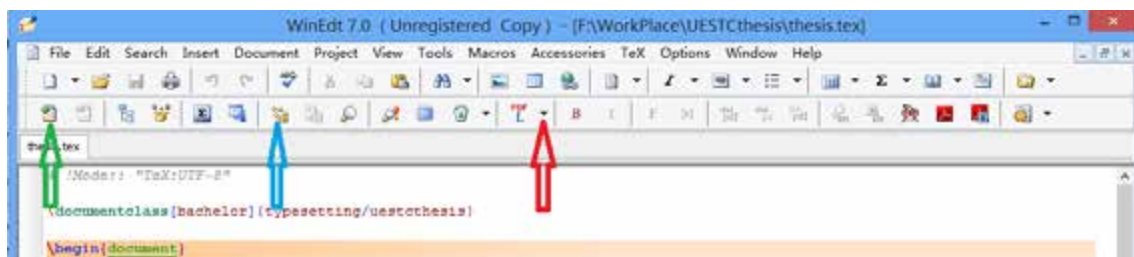 WinEdt 7.0 ( Unregistered Copy ) - [F:\WorkPlace\UESTCthesis\thesis.tex]
File Edit Search Insert Document Project View Tools Macros Accessories TeX Options Window Help
B I F
.tex
!Mode:: "TeX:UTF-8"
\documentclass[bachelor]{typesetting/uestcthesis}
\begin{document}